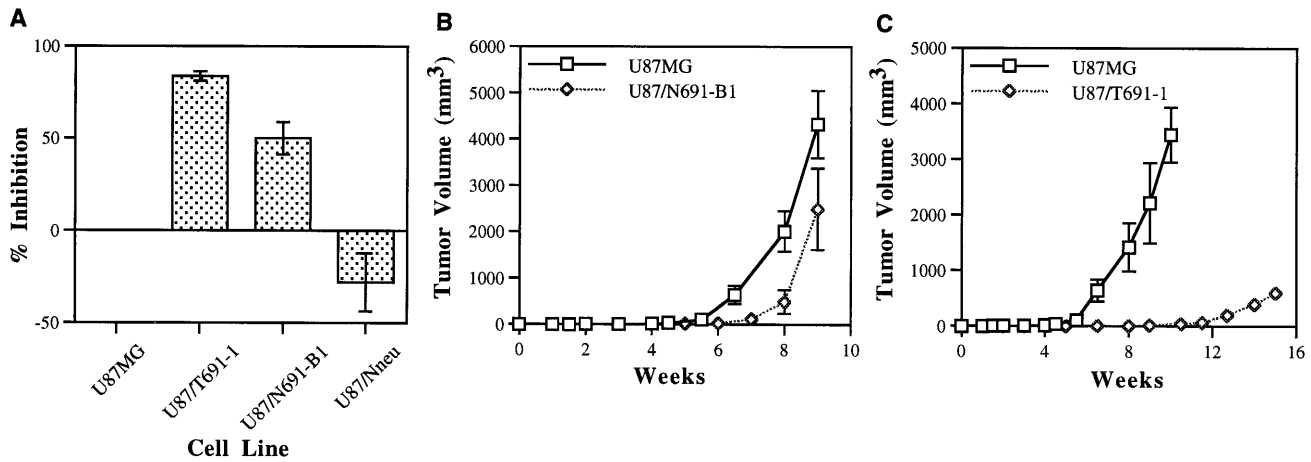 A
% Inhibition
100
50
0
-50
U87MG
U87/T691-1
U87/N691-B1
U87/Nneu
Cell Line
B
Tumor Volume (mm3)
6000
5000
4000
3000
2000
1000
0
U87MG
U87/N691-B1
0 2 4 6 8 10
Weeks
C
Tumor Volume (mm3)
5000
4000
3000
2000
1000
0
U87MG
U87/T691-1
0 4 8 12 16
Weeks